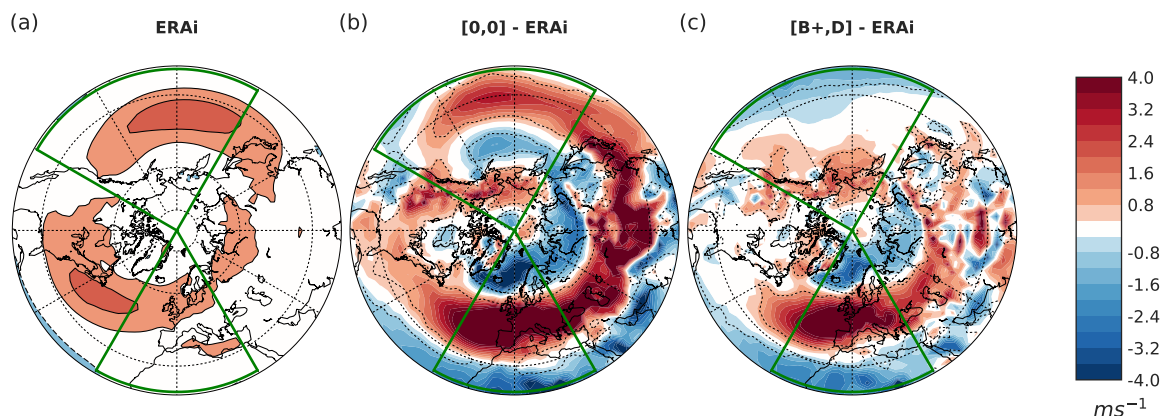 (a) ERAi
(b) [0,0] - ERAi
(c) [B+,D] - ERAi
4.0
3.2
2.4
1.6
0.8
-0.8
-1.6
-2.4
-3.2
-4.0
ms⁻¹